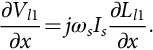 ∂V_{l1}/∂x = jω_s I_s ∂L_{l1}/∂x.